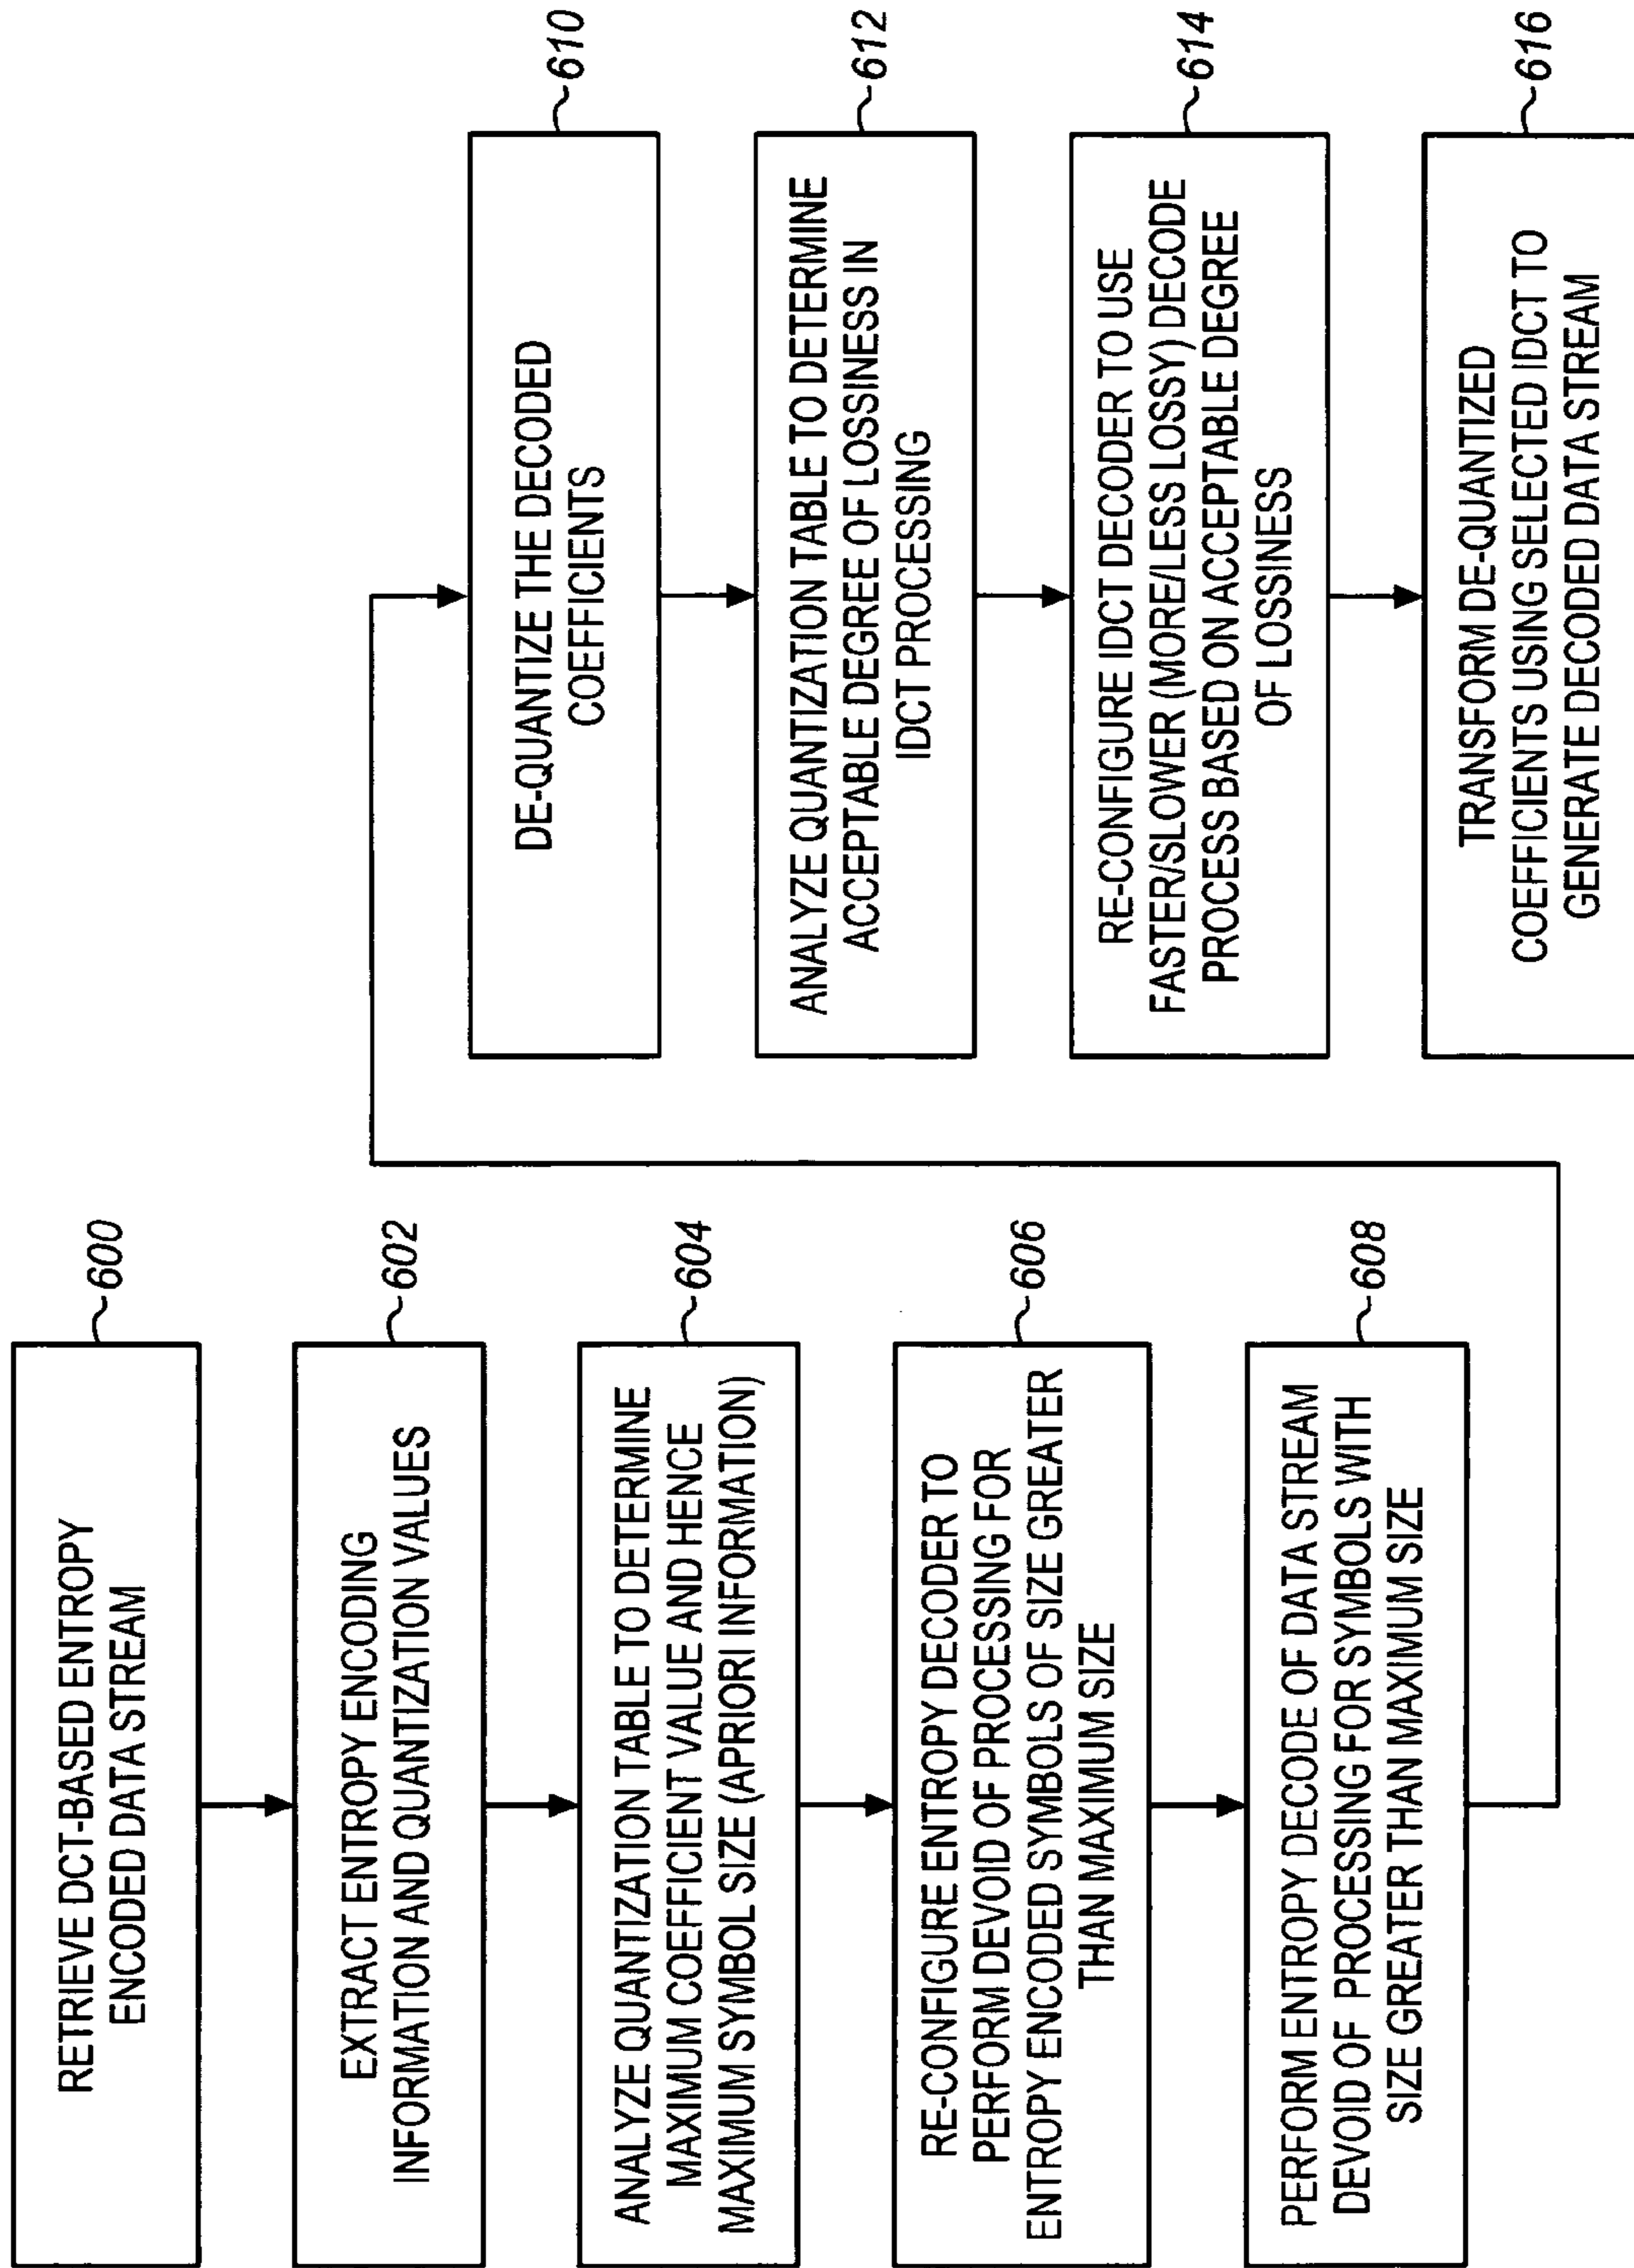 RETRIEVE DCT-BASED ENTROPY
ENCODED DATA STREAM
600
EXTRACT ENTROPY ENCODING
INFORMATION AND QUANTIZATION VALUES
602
ANALYZE QUANTIZATION TABLE TO DETERMINE
MAXIMUM COEFFICIENT VALUE AND HENCE
MAXIMUM SYMBOL SIZE (APRIORI INFORMATION)
604
RE-CONFIGURE ENTROPY DECODER TO
PERFORM DEVOID OF PROCESSING FOR
ENTROPY ENCODED SYMBOLS OF SIZE GREATER
THAN MAXIMUM SIZE
606
PERFORM ENTROPY DECODE OF DATA STREAM
DEVOID OF PROCESSING FOR SYMBOLS WITH
SIZE GREATER THAN MAXIMUM SIZE
608
DE-QUANTIZE THE DECODED
COEFFICIENTS
610
ANALYZE QUANTIZATION TABLE TO DETERMINE
ACCEPTABLE DEGREE OF LOSSINESS IN
IDCT PROCESSING
612
RE-CONFIGURE IDCT DECODER TO USE
FASTER/SLOWER (MORE/LESS LOSSY) DECODE
PROCESS BASED ON ACCEPTABLE DEGREE
OF LOSSINESS
614
TRANSFORM DE-QUANTIZED
COEFFICIENTS USING SELECTED IDCT TO
GENERATE DECODED DATA STREAM
616